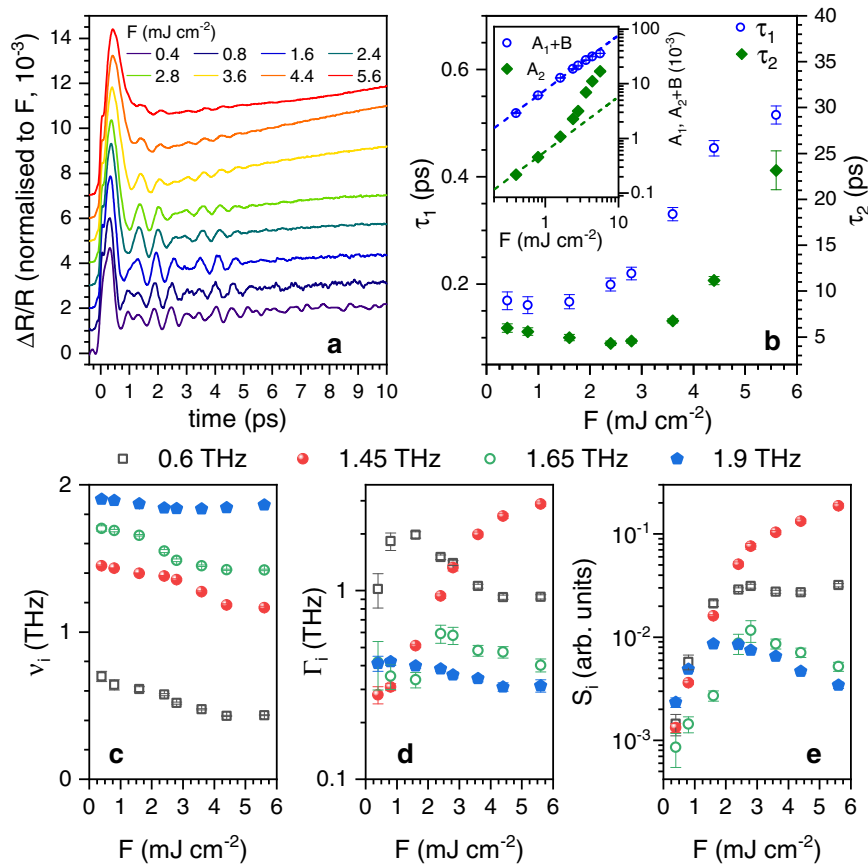 F (mJ cm⁻²)
0.4 0.8 1.6 2.4
2.8 3.6 4.4 5.6
ΔR/R (normalised to F, 10⁻³)
14
12
10
8
6
4
2
0
0 1 2 3 4 5 6 7 8 9 10
time (ps)
a
τ₁ (ps)
0.6
0.4
0.2
0 1 2 3 4 5 6
F (mJ cm⁻²)
b
τ₁
τ₂
40
35
30
25
20
15
10
5
τ₂ (ps)
A₁+B
A₂
100
10
1
0.1
A₁, A₂+B (10⁻³)
1 10
F (mJ cm⁻²)
0.6 THz 1.45 THz 1.65 THz 1.9 THz
νᵢ (THz)
2
1
0
0 1 2 3 4 5 6
F (mJ cm⁻²)
c
Γᵢ (THz)
1
0.1
0 1 2 3 4 5 6
F (mJ cm⁻²)
d
Sᵢ (arb. units)
10⁻¹
10⁻²
10⁻³
0 1 2 3 4 5 6
F (mJ cm⁻²)
e